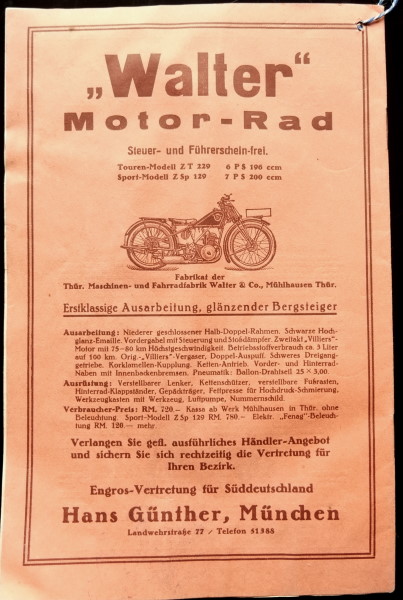 „Walter“
Motor-Rad
Steuer- und Führerschein-frei.
Touren-Modell ZT 229 6 PS 196 ccm
Sport-Modell Z Sp 129 7 PS 200 ccm
Fabrikat der
Thür. Maschinen- und Fahrradfabrik Walter & Co., Mühlhausen Thür.
Erstklassige Ausarbeitung, glänzender Bergsteiger
Ausarbeitung: Niederer geschlossener Halb-Doppel-Rahmen. Schwarze Hoch-
glanz-Emaille. Vordergabel mit Steuerung und Stoßdämpfer. Zweitakt „Villiers“-
Motor mit 75—80 km Höchstgeschwindigkeit. Betriebsstoffverbrauch ca. 3 Liter
auf 100 km. Orig.-„Villiers“-Vergaser, Doppel-Auspuff. Schweres Dreigang-
getriebe. Korklamellen-Kupplung. Ketten-Antrieb. Vorder- und Hinterrad-
Naben mit Innenbackenbremsen. Pneumatik: Ballon-Drahtseil 25 × 3,00.
Ausrüstung: Verstellbarer Lenker, Kettenschützer, verstellbare Fußrasten,
Hinterrad-Klappständer, Gepäckträger, Fettpresse für Hochdruck-Schmierung,
Werkzeugkasten mit Werkzeug, Luftpumpe, Nummernschild.
Verbraucher-Preis: RM. 720.— Kassa ab Werk Mühlhausen in Thür. ohne
Beleuchtung. Sport-Modell Z Sp 129 RM. 780.— Elektr. „Fenag“-Beleuch-
tung RM. 120.— mehr.
Verlangen Sie gefl. ausführliches Händler-Angebot
und sichern Sie sich rechtzeitig die Vertretung für
Ihren Bezirk.
Engros-Vertretung für Süddeutschland
Hans Günther, München
Landwehrstraße 77 / Telefon 51388